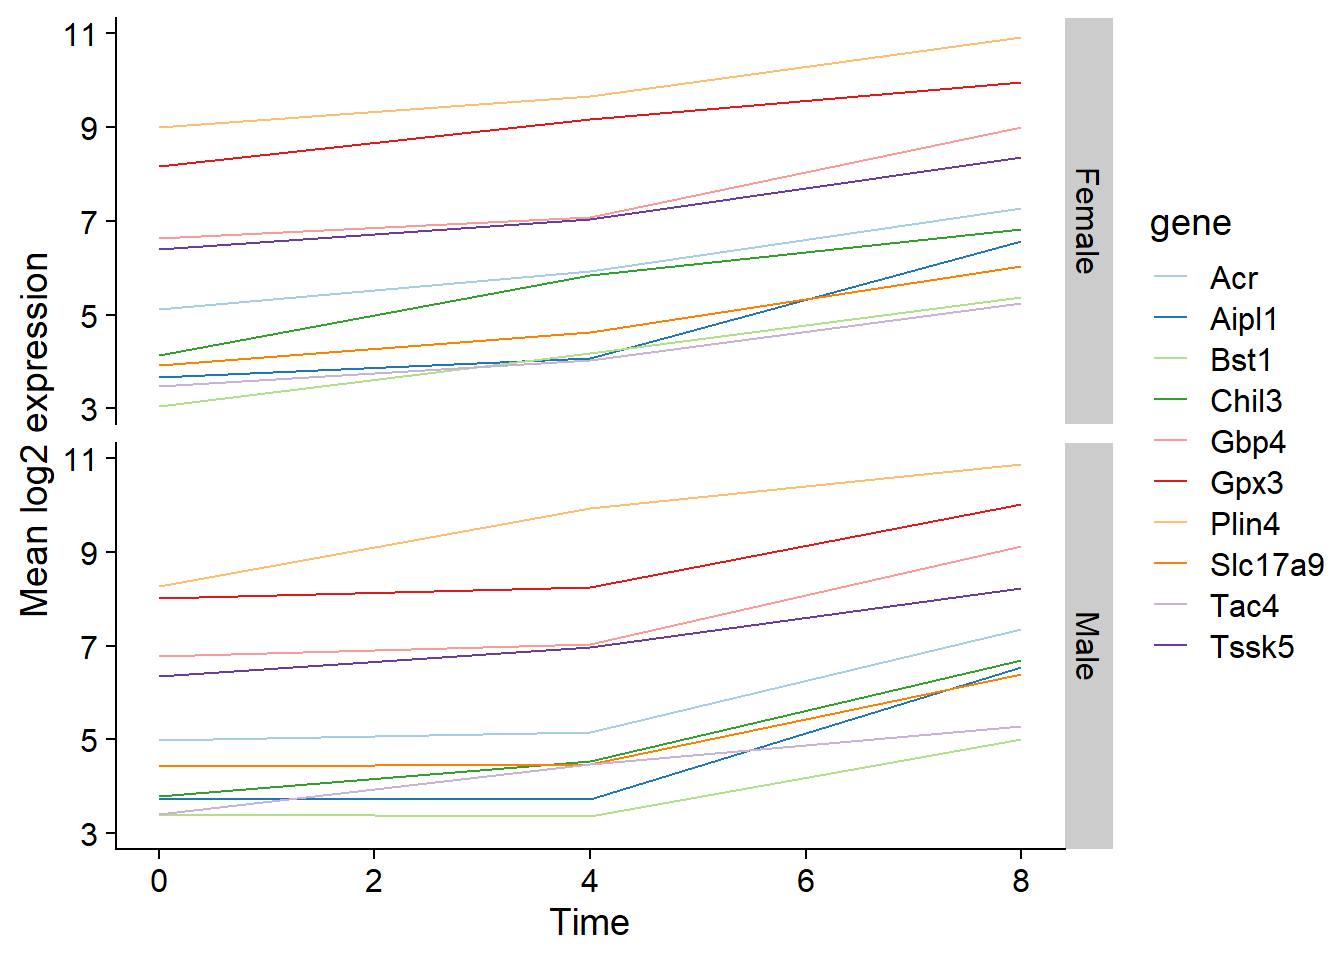 Mean log2 expression
11
9
7
5
3
Female
11
9
7
5
3
Male
0 2 4 6 8
Time
gene
Acr
Aipl1
Bst1
Chil3
Gbp4
Gpx3
Plin4
Slc17a9
Tac4
Tssk5